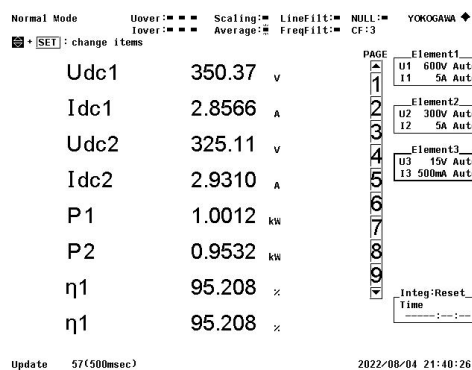 Normal Mode Uover: Scaling: LineFilt: NULL: YOKOGAWA
Iover: Average: FreqFilt: CF:3
+ SET : change items
PAGE
Udc1 350.37 V
Idc1 2.8566 A
Udc2 325.11 V
Idc2 2.9310 A
P1 1.0012 kW
P2 0.9532 kW
η1 95.208 %
η1 95.208 %
1
2
3
4
5
6
7
8
9
Element1
U1 600V Aut
I1 5A Aut
Element2
U2 300V Aut
I2 5A Aut
Element3
U3 15V Aut
I3 500mA Aut
Integ:Reset
Time
-----:--:--
Update 57(500msec) 2022/08/04 21:40:26